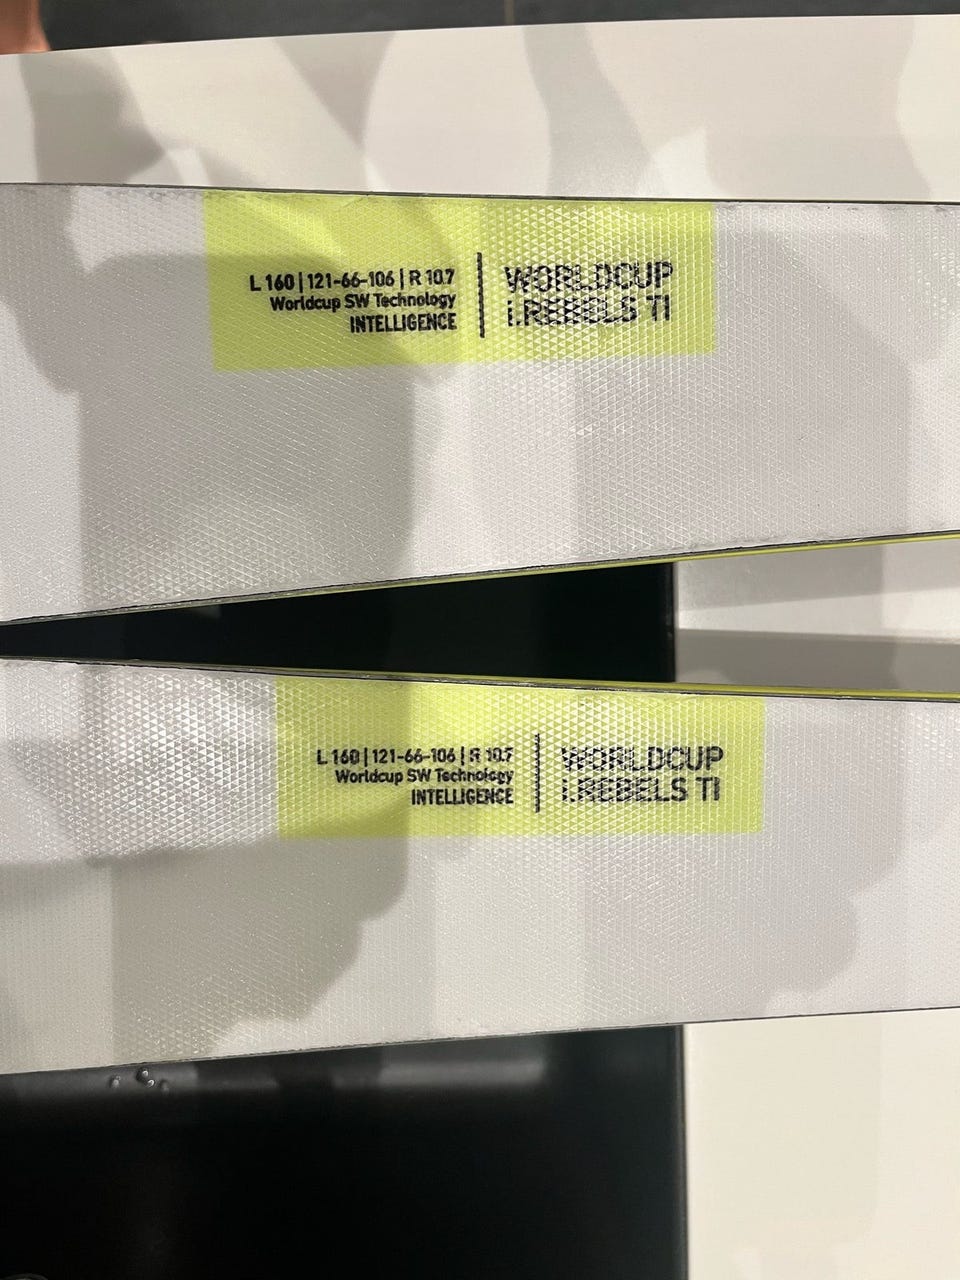 L 160 | 121-66-106 | R 10.7
Worldcup SW Technology
INTELLIGENCE
WORLDCUP
i.REBELS TI
L 160 | 121-66-106 | R 10.7
Worldcup SW Technology
INTELLIGENCE
WORLDCUP
i.REBELS TI